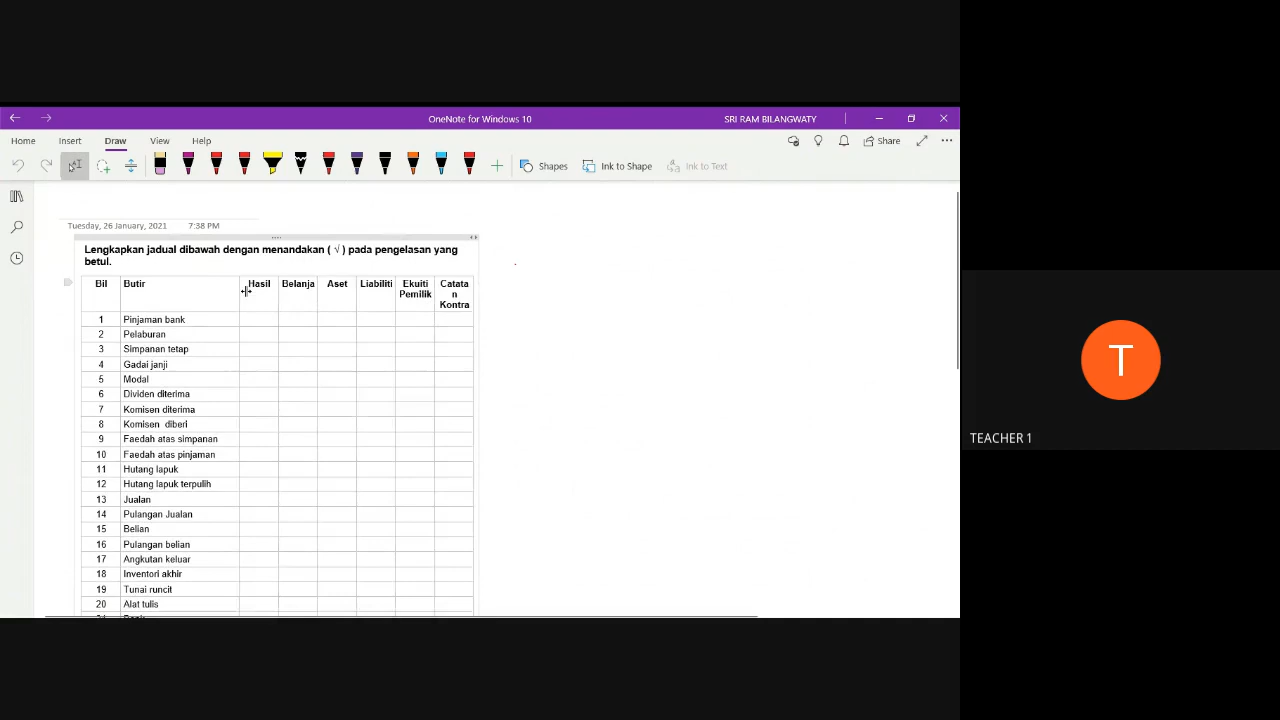 OneNote for Windows 10
SRI RAM BILANGWATY
Home Insert Draw View Help
Share
Shapes
Ink to Shape
Ink to Text
Tuesday, 26 January, 2021 7:38 PM
Lengkapkan jadual dibawah dengan menandakan ( √ ) pada pengelasan yang
betul.
Bil Butir Hasil Belanja Aset Liabiliti Ekuiti Catata
Pemilik n
Kontra
1 Pinjaman bank
2 Pelaburan
3 Simpanan tetap
4 Gadai janji
5 Modal
6 Dividen diterima
7 Komisen diterima
8 Komisen diberi
9 Faedah atas simpanan
10 Faedah atas pinjaman
11 Hutang lapuk
12 Hutang lapuk terpulih
13 Jualan
14 Pulangan Jualan
15 Belian
16 Pulangan belian
17 Angkutan keluar
18 Inventori akhir
19 Tunai runcit
20 Alat tulis
T
TEACHER 1